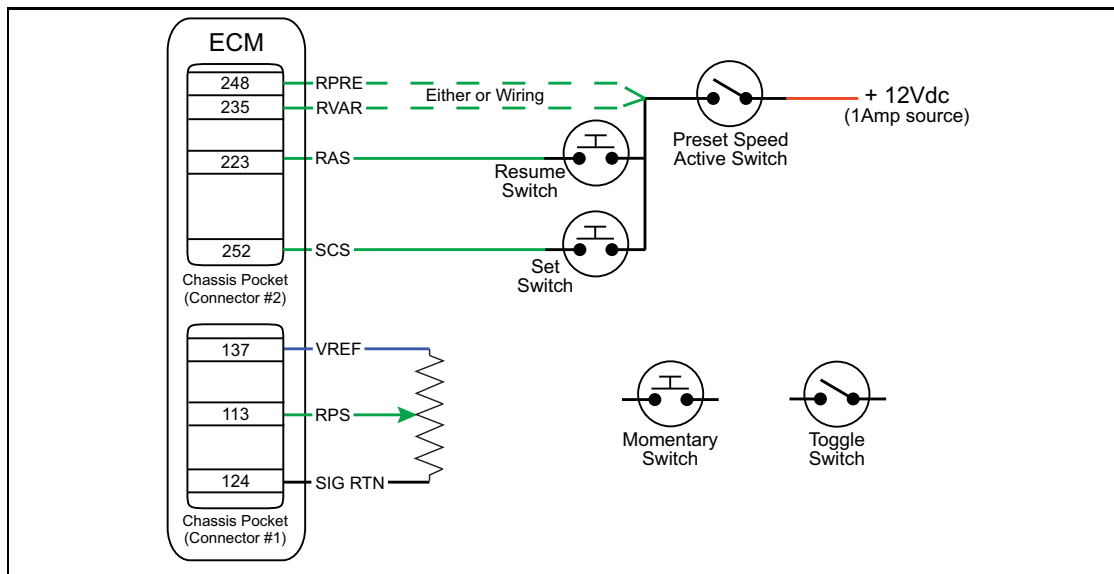 ECM
248
RPRE
Either or Wiring
235
RVAR
+ 12Vdc
(1Amp source)
Preset Speed
Active Switch
223
RAS
Resume
Switch
252
SCS
Set
Switch
Chassis Pocket
(Connector #2)
137
VREF
113
RPS
124
SIG RTN
Chassis Pocket
(Connector #1)
Momentary
Switch
Toggle
Switch